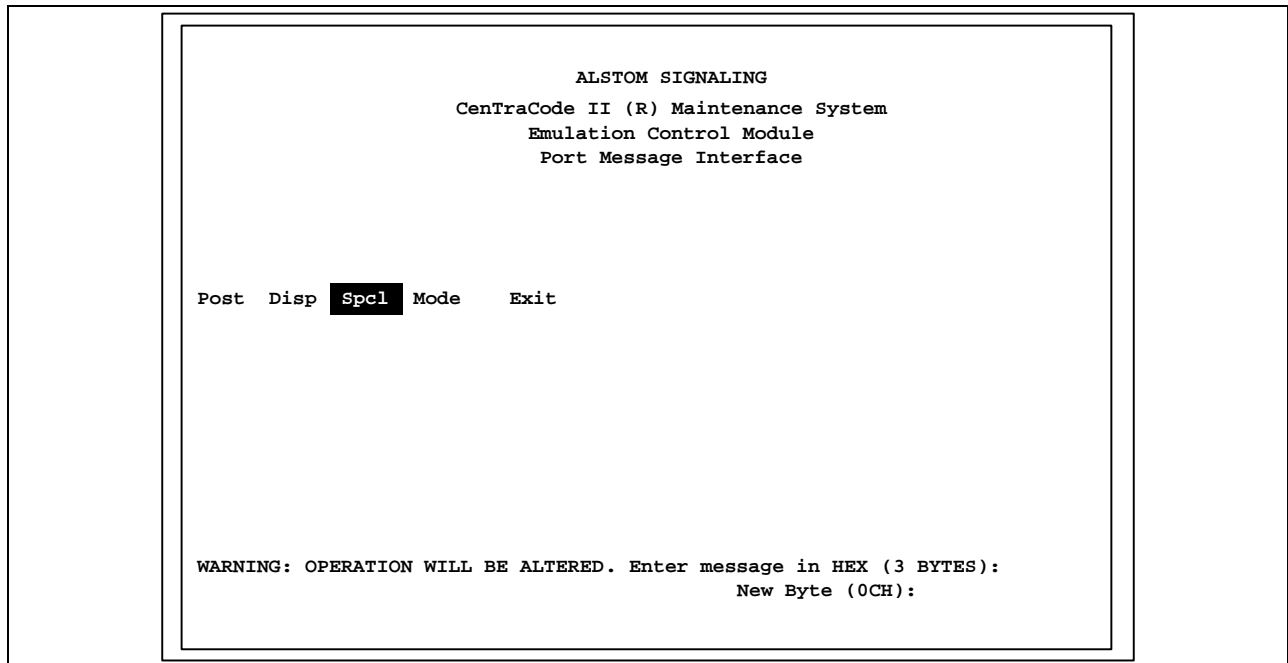 ALSTOM SIGNALING
CenTraCode II (R) Maintenance System
Emulation Control Module
Port Message Interface
Post Disp Spcl Mode Exit
WARNING: OPERATION WILL BE ALTERED. Enter message in HEX (3 BYTES):
New Byte (0CH):